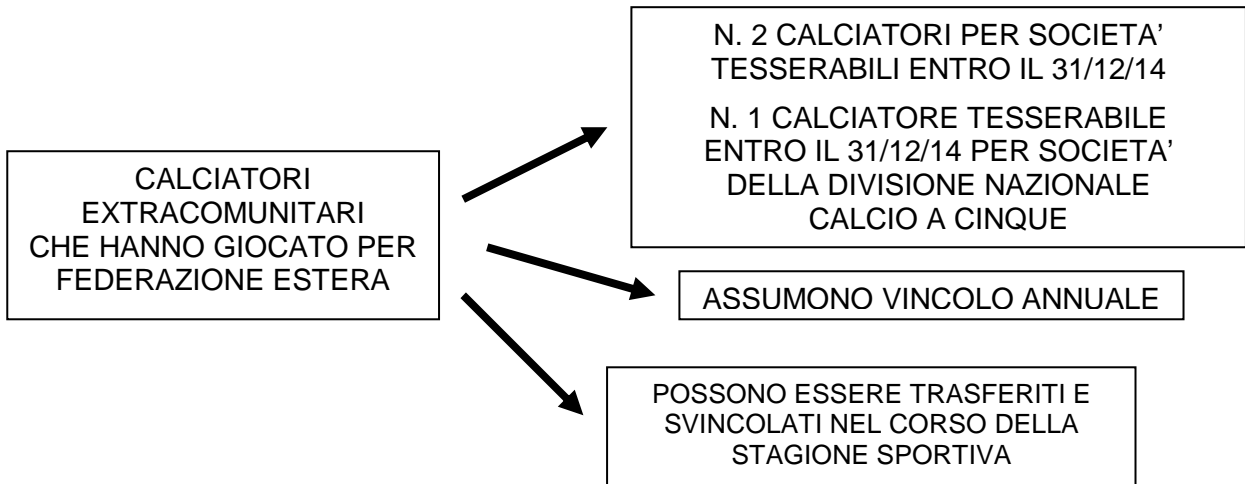 CALCIATORI
EXTRACOMUNITARI
CHE HANNO GIOCATO PER
FEDERAZIONE ESTERA
N. 2 CALCIATORI PER SOCIETA’
TESSERABILI ENTRO IL 31/12/14
N. 1 CALCIATORE TESSERABILE
ENTRO IL 31/12/14 PER SOCIETA’
DELLA DIVISIONE NAZIONALE
CALCIO A CINQUE
ASSUMONO VINCOLO ANNUALE
POSSONO ESSERE TRASFERITI E
SVINCOLATI NEL CORSO DELLA
STAGIONE SPORTIVA